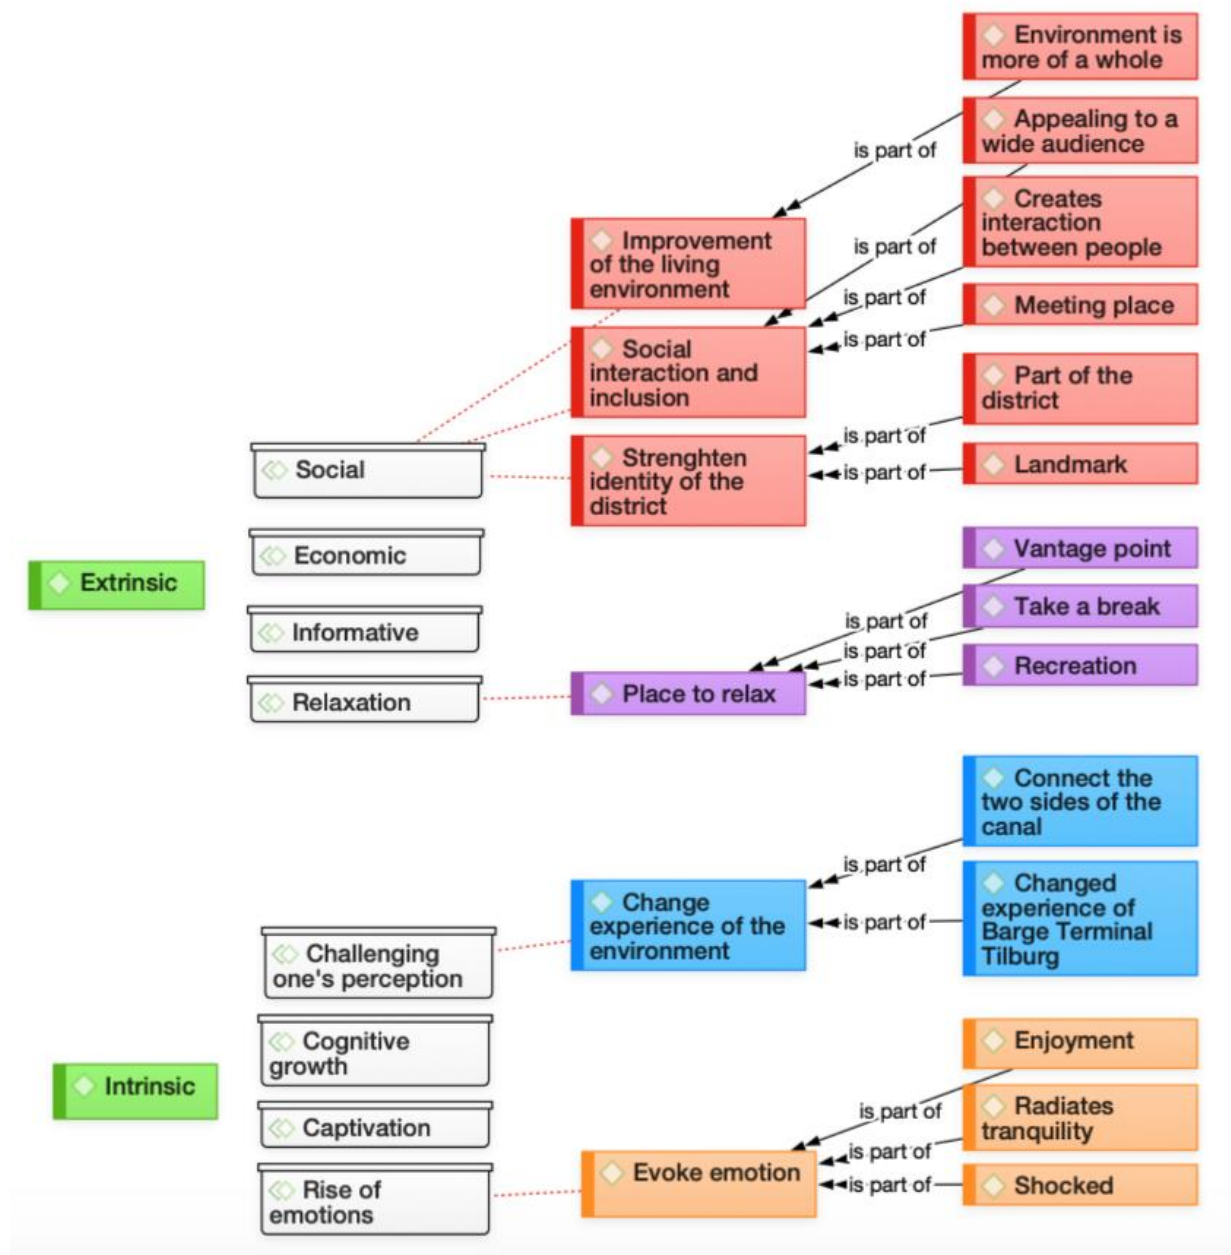 Environment is
more of a whole
Appealing to a
wide audience
is part of
Creates
interaction
between people
Improvement
of the living
environment
is part of
is part of
Meeping place
is part of
Social
interaction and
inclusion
Part of the
district
is part of
Strenghten
identity of the
district
Landmark
is part of
Social
Economic
Vantage point
Extrinsic
Take a break
is part of
Informative
is part of
Recreation
is part of
Place to relax
Relaxation
Connect the
two sides of the
canal
is part of
Changed
experience of
Barge Terminal
Tilburg
Change
experience of the
environment
is part of
Challenging
one's perception
Cognitive
growth
Enjoyment
Intrinsic
Radiates
tranquility
is part of
Captivation
is part of
Evoke emotion
Shocked
is part of
Rise of
emotions